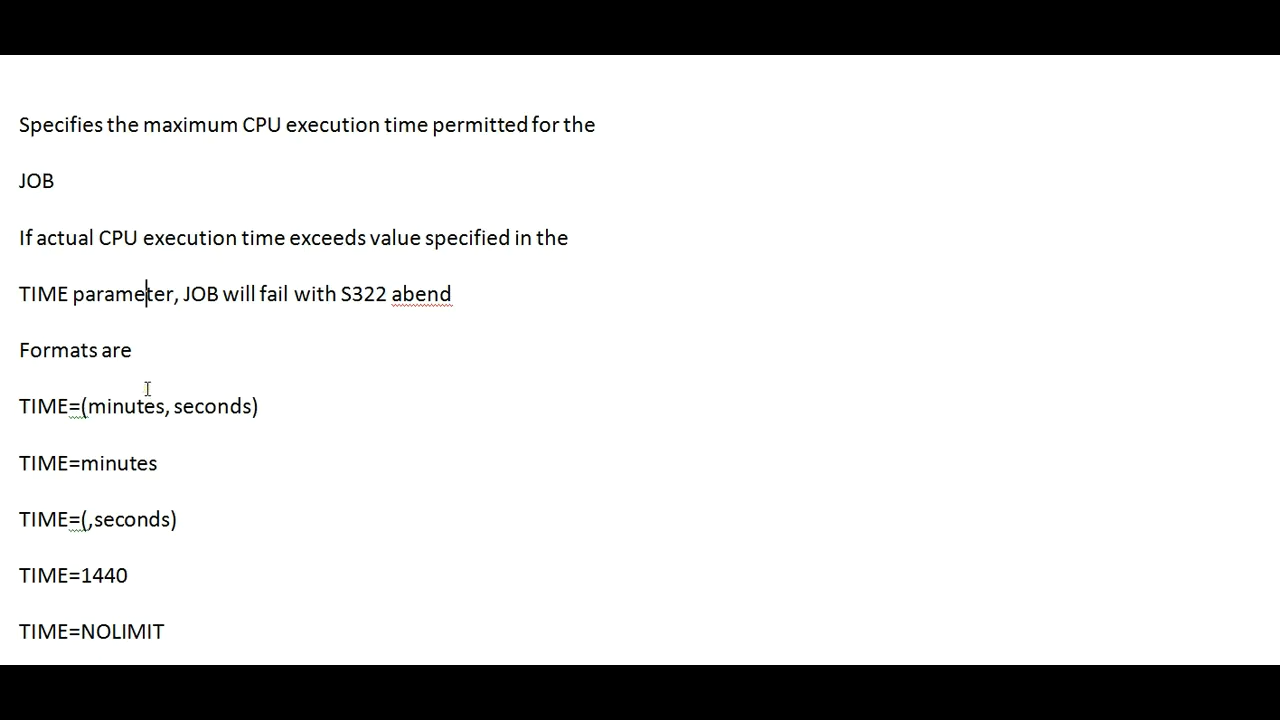 Specifies the maximum CPU execution time permitted for the
JOB
If actual CPU execution time exceeds value specified in the
TIME parameter, JOB will fail with S322 abend
Formats are
TIME=(minutes, seconds)
TIME=minutes
TIME=(,seconds)
TIME=1440
TIME=NOLIMIT